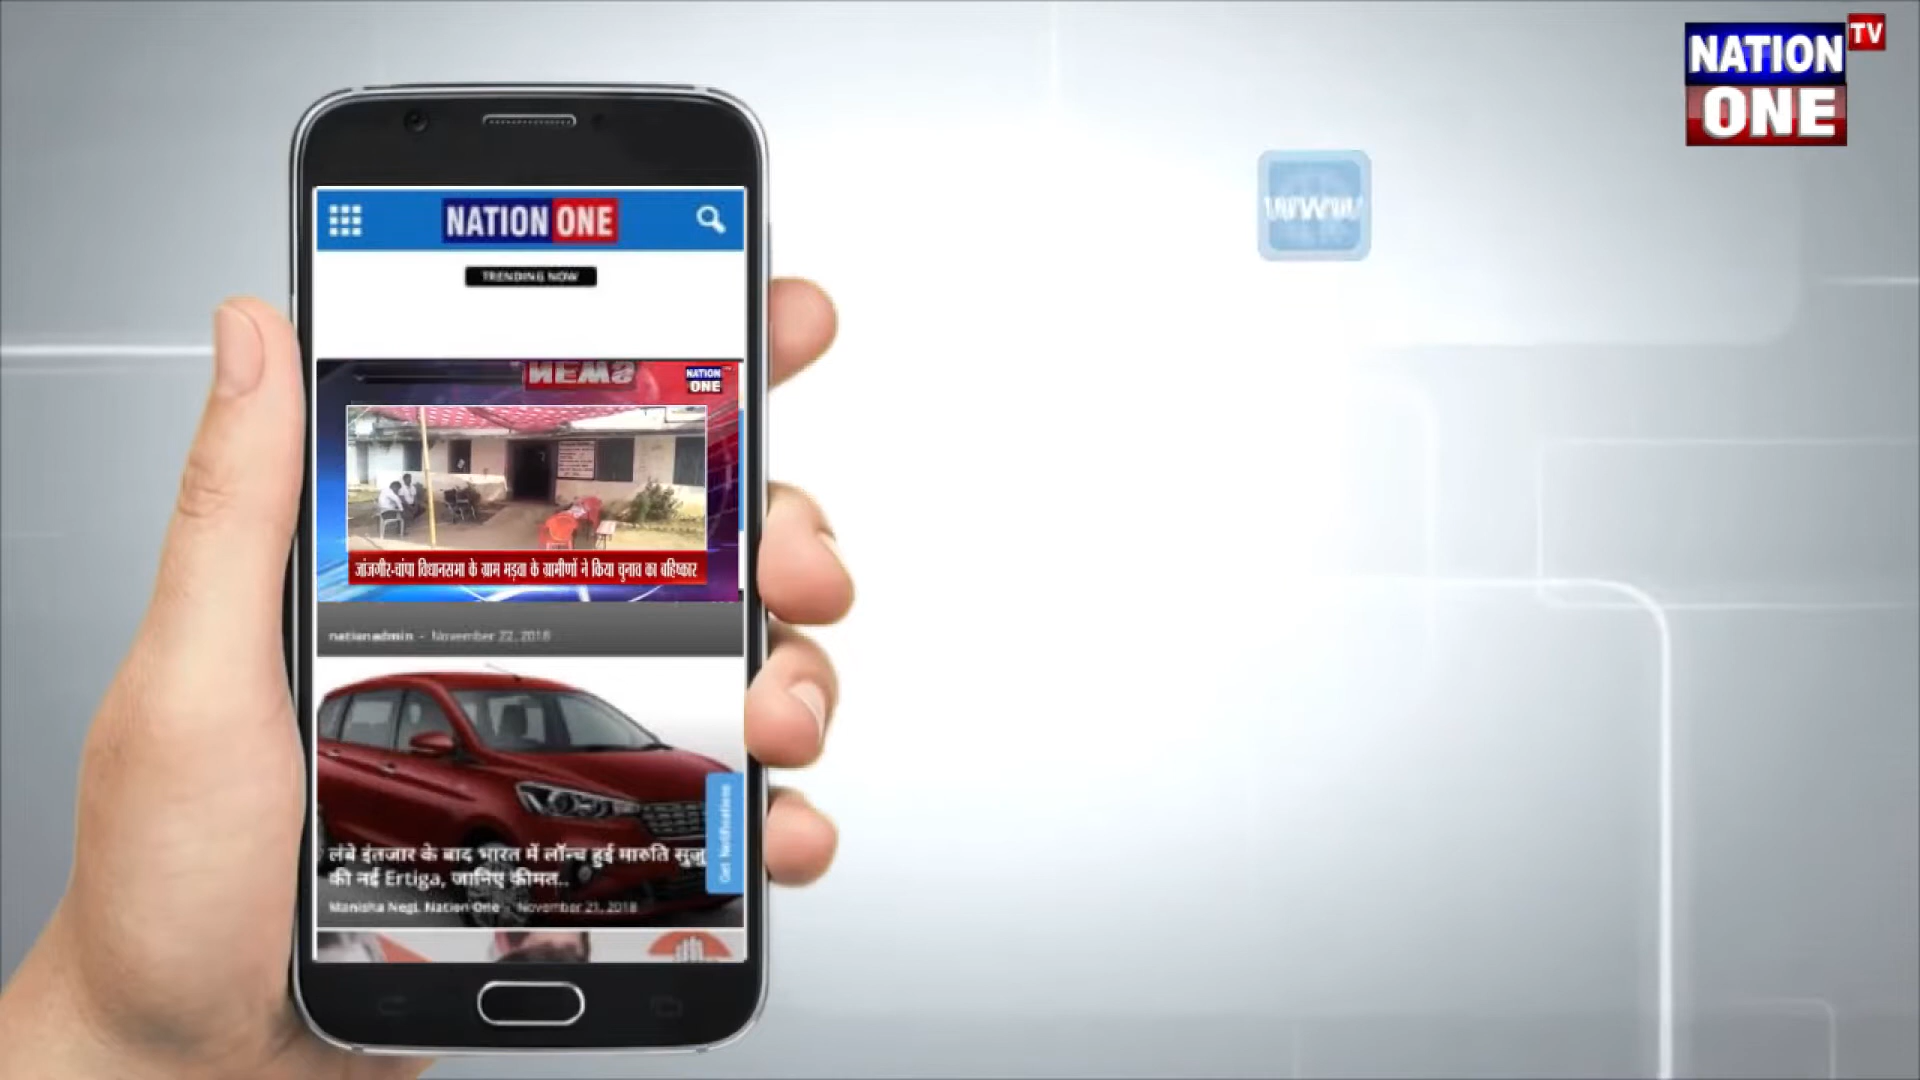 NATION TV
ONE
www
NATION ONE
TRENDING NOW
NEWS
NATION
ONE
जांजगीर-चांपा विधानसभा के ग्राम मड़वा के ग्रामीणों ने किया चुनाव का बहिष्कार
nationadmin - November 22, 2018
लंबे इंतजार के बाद भारत में लॉन्च हुई मारुति सुजु
की नई Ertiga, जानिए कीमत..
Manisha Negi, Nation One - November 21, 2018
Get Notifications